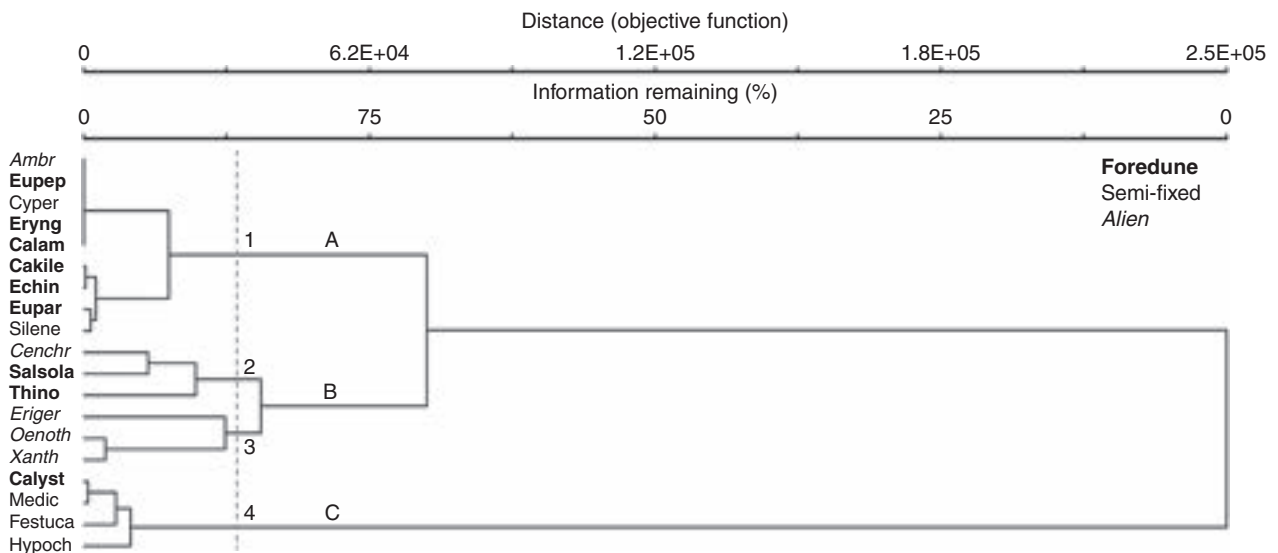 Distance (objective function)
0 6.2E+04 1.2E+05 1.8E+05 2.5E+05
Information remaining (%)
0 75 50 25 0
Ambr
Eupep
Cyper
Eryng
Calam
Cakile
Echin
Eupar
Silene
Cenchr
Salsola
Thino
Eriger
Oenoth
Xanth
Calyst
Medic
Festuca
Hypoch
1 A
2
B
3
4 C
Foredune
Semi-fixed
Alien